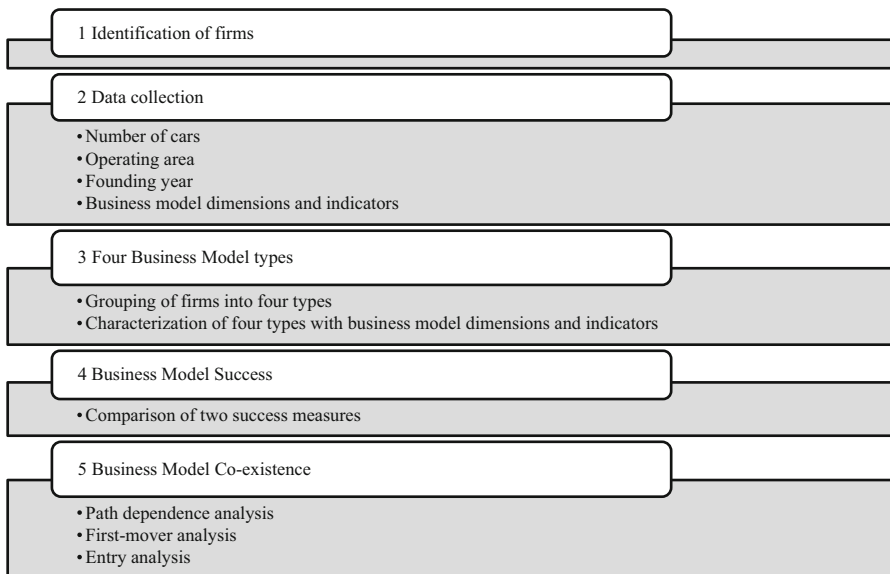 1 Identification of firms
2 Data collection
•Number of cars
•Operating area
•Founding year
•Business model dimensions and indicators
3 Four Business Model types
•Grouping of firms into four types
•Characterization of four types with business model dimensions and indicators
4 Business Model Success
•Comparison of two success measures
5 Business Model Co-existence
•Path dependence analysis
•First-mover analysis
•Entry analysis